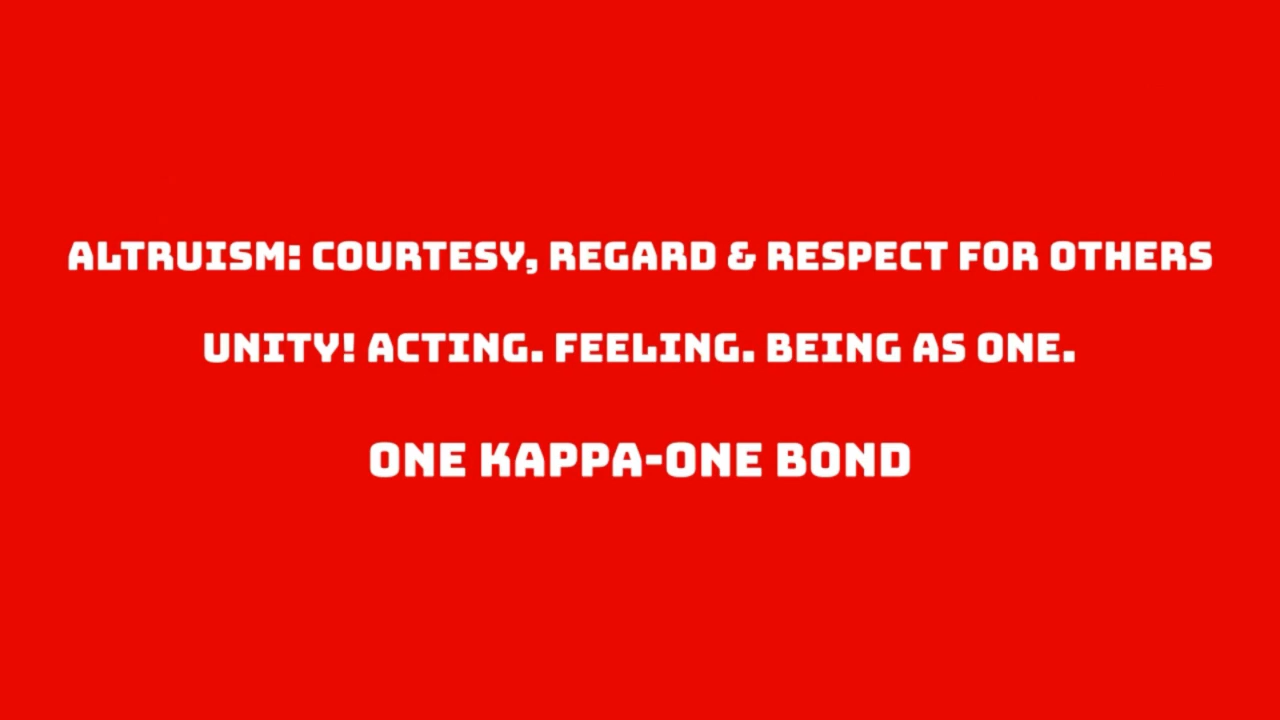 ALTRUISM: COURTESY, REGARD & RESPECT FOR OTHERS
UNITY! ACTING. FEELING. BEING AS ONE.
ONE KAPPA-ONE BOND